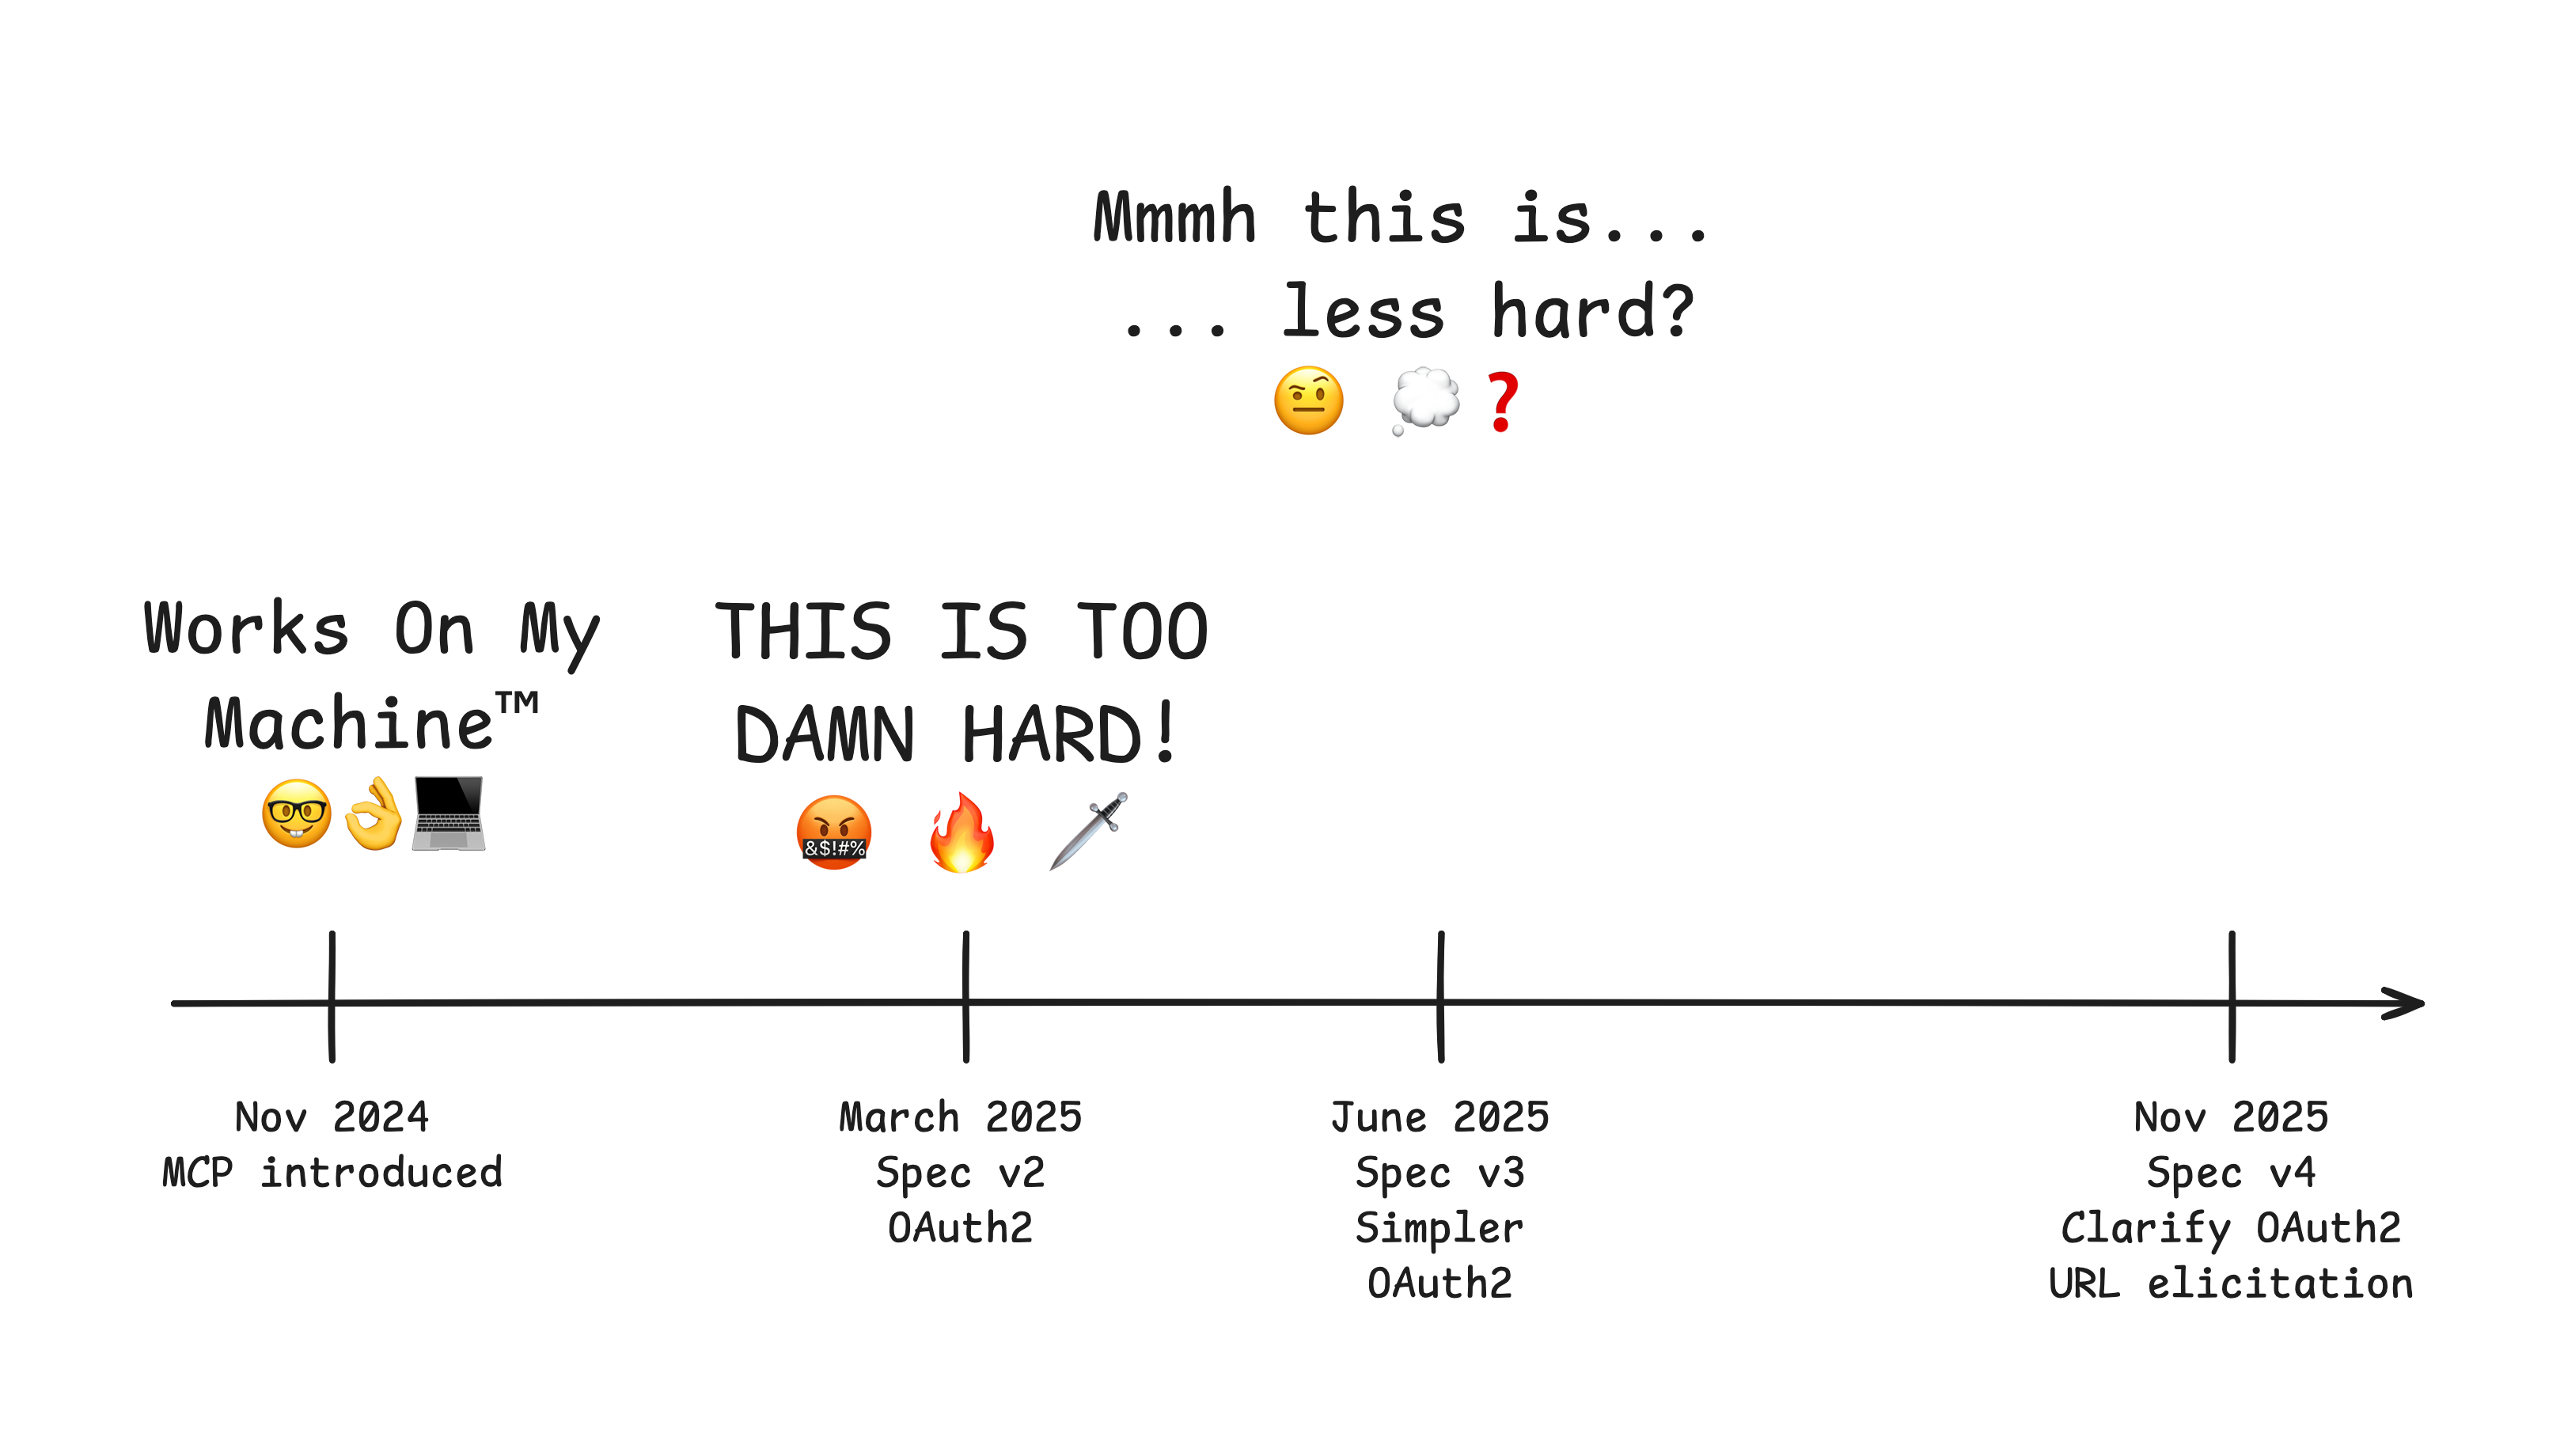 Mmmh this is...
... less hard?
Works On My
Machine™
THIS IS TOO
DAMN HARD!
&$!#%
Nov 2024
MCP introduced
March 2025
Spec v2
OAuth2
June 2025
Spec v3
Simpler
OAuth2
Nov 2025
Spec v4
Clarify OAuth2
URL elicitation